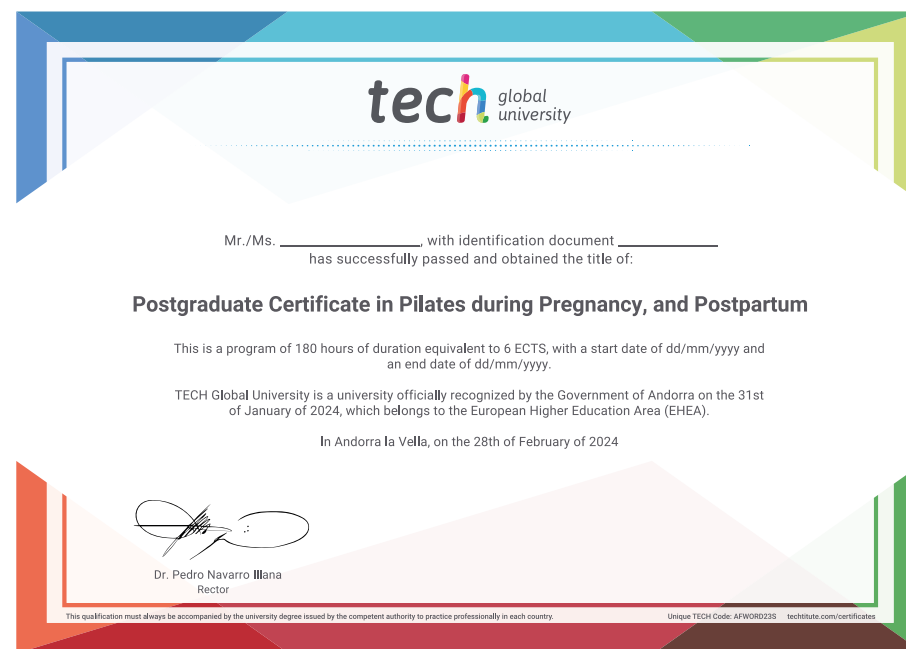 tech global university
Mr./Ms. ____________, with identification document ____________
has successfully passed and obtained the title of:
Postgraduate Certificate in Pilates during Pregnancy, and Postpartum
This is a program of 180 hours of duration equivalent to 6 ECTS, with a start date of dd/mm/yyyy and
an end date of dd/mm/yyyy.
TECH Global University is a university officially recognized by the Government of Andorra on the 31st
of January of 2024, which belongs to the European Higher Education Area (EHEA).
In Andorra la Vella, on the 28th of February of 2024
Dr. Pedro Navarro Illana
Rector
This qualification must always be accompanied by the university degree issued by the competent authority to practice professionally in each country.
Unique TECH Code: AFWORD23S techtitute.com/certificates